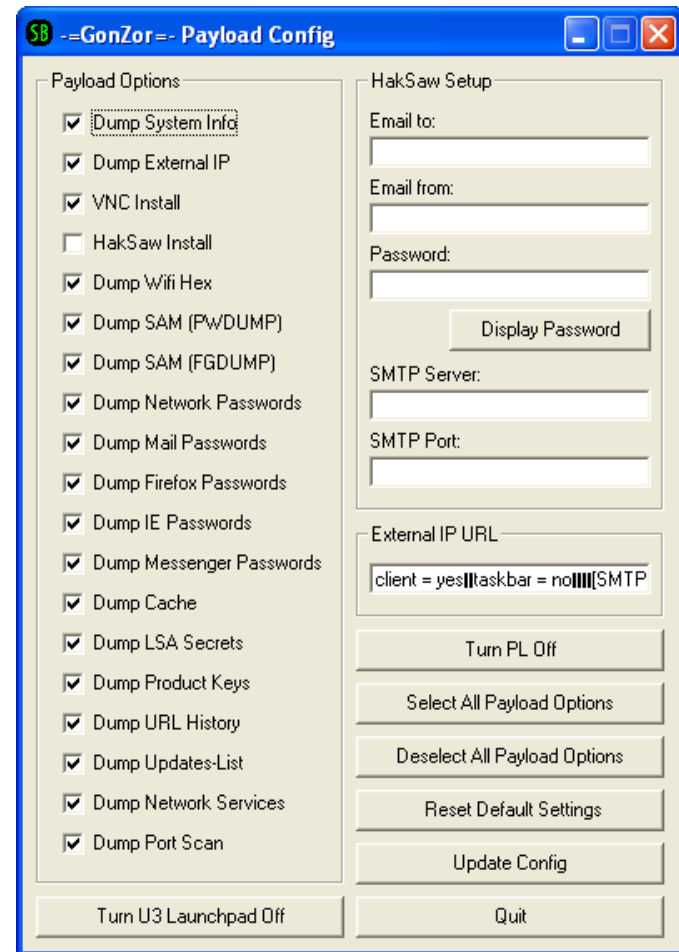 SB -=GonZor=- Payload Config
Payload Options
Dump System Info
Dump External IP
VNC Install
HakSaw Install
Dump Wifi Hex
Dump SAM (PWDUMP)
Dump SAM (FGDUMP)
Dump Network Passwords
Dump Mail Passwords
Dump Firefox Passwords
Dump IE Passwords
Dump Messenger Passwords
Dump Cache
Dump LSA Secrets
Dump Product Keys
Dump URL History
Dump Updates-List
Dump Network Services
Dump Port Scan
Turn U3 Launchpad Off
HakSaw Setup
Email to:
Email from:
Password:
Display Password
SMTP Server:
SMTP Port:
External IP URL
client = yes||taskbar = no||||[SMTP
Turn PL Off
Select All Payload Options
Deselect All Payload Options
Reset Default Settings
Update Config
Quit